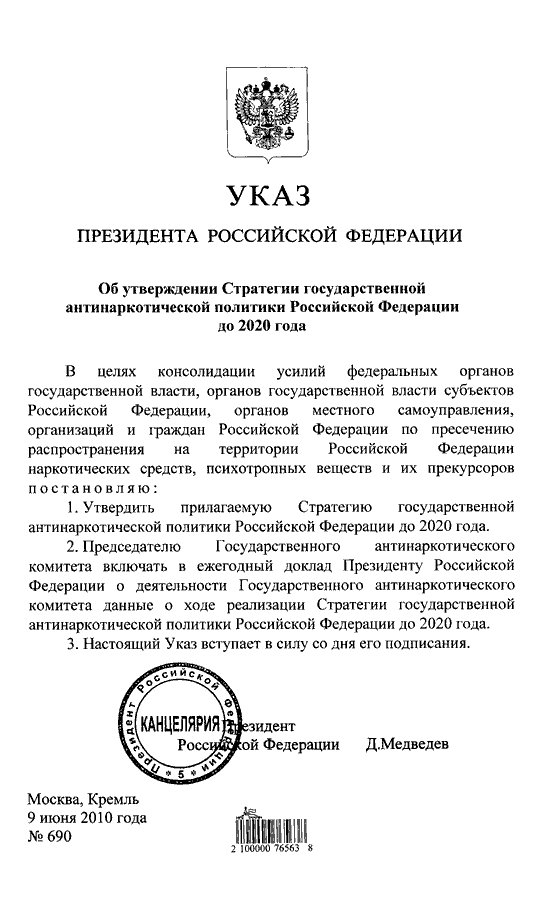 УКАЗ
ПРЕЗИДЕНТА РОССИЙСКОЙ ФЕДЕРАЦИИ
Об утверждении Стратегии государственной
антинаркотической политики Российской Федерации
до 2020 года
В целях консолидации усилий федеральных органов
государственной власти, органов государственной власти субъектов
Российской Федерации, органов местного самоуправления,
организаций и граждан Российской Федерации по пресечению
распространения на территории Российской Федерации
наркотических средств, психотропных веществ и их прекурсоров
постановляю:
1. Утвердить прилагаемую Стратегию государственной
антинаркотической политики Российской Федерации до 2020 года.
2. Председателю Государственного антинаркотического
комитета включать в ежегодный доклад Президенту Российской
Федерации о деятельности Государственного антинаркотического
комитета данные о ходе реализации Стратегии государственной
антинаркотической политики Российской Федерации до 2020 года.
3. Настоящий Указ вступает в силу со дня его подписания.
Президент Российской Федерации
КАНЦЕЛЯРИЯ
* 5 *
Президент
Российской Федерации Д.Медведев
Москва, Кремль
9 июня 2010 года
№ 690
2 100000 76563 8